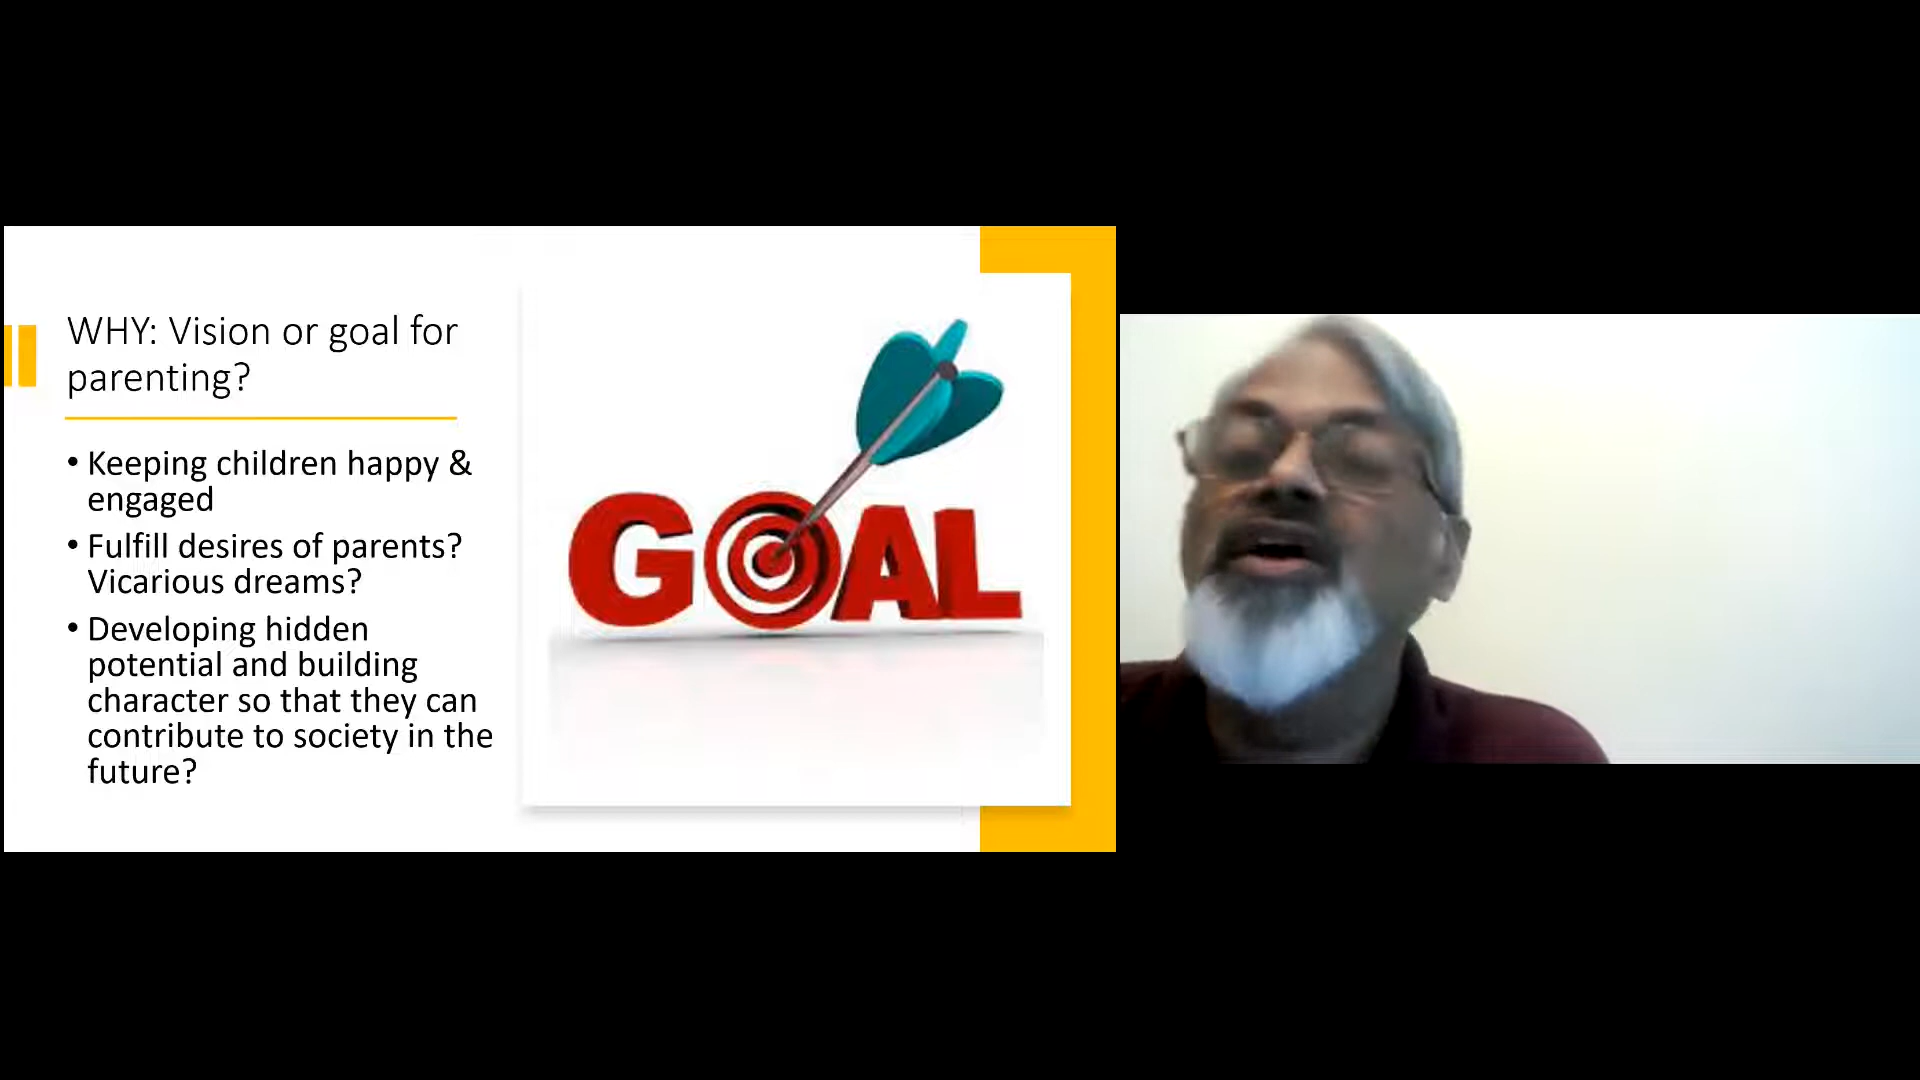 WHY: Vision or goal for
parenting?
• Keeping children happy &
engaged
• Fulfill desires of parents?
Vicarious dreams?
• Developing hidden
potential and building
character so that they can
contribute to society in the
future?
GOAL